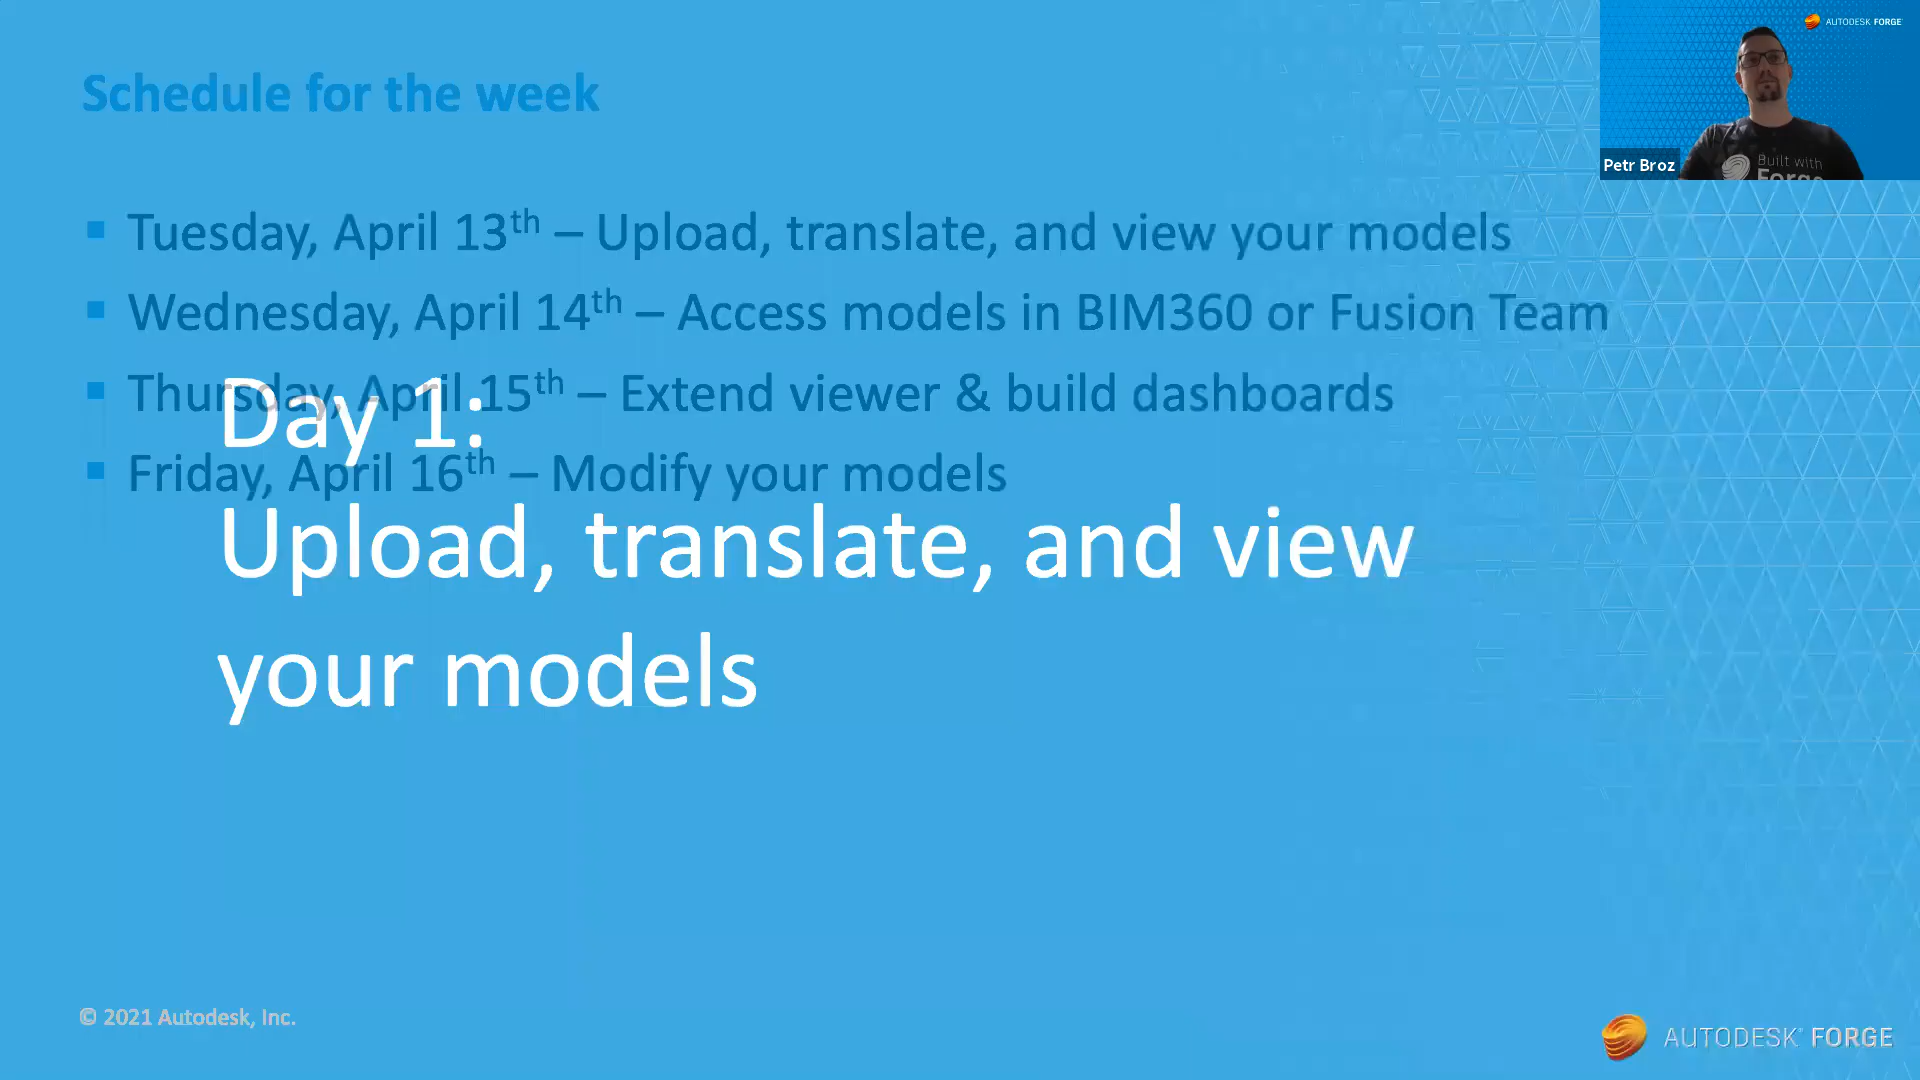 AUTODESK FORGE
Schedule for the week
Built with
Forge
Petr Broz
▪ Tuesday, April 13th – Upload, translate, and view your models
▪ Wednesday, April 14th – Access models in BIM360 or Fusion Team
▪ Thursday, April 15th – Extend viewer & build dashboards
▪ Friday, April 16th – Modify your models
Day 1:
Upload, translate, and view
your models
© 2021 Autodesk, Inc.
AUTODESK® FORGE